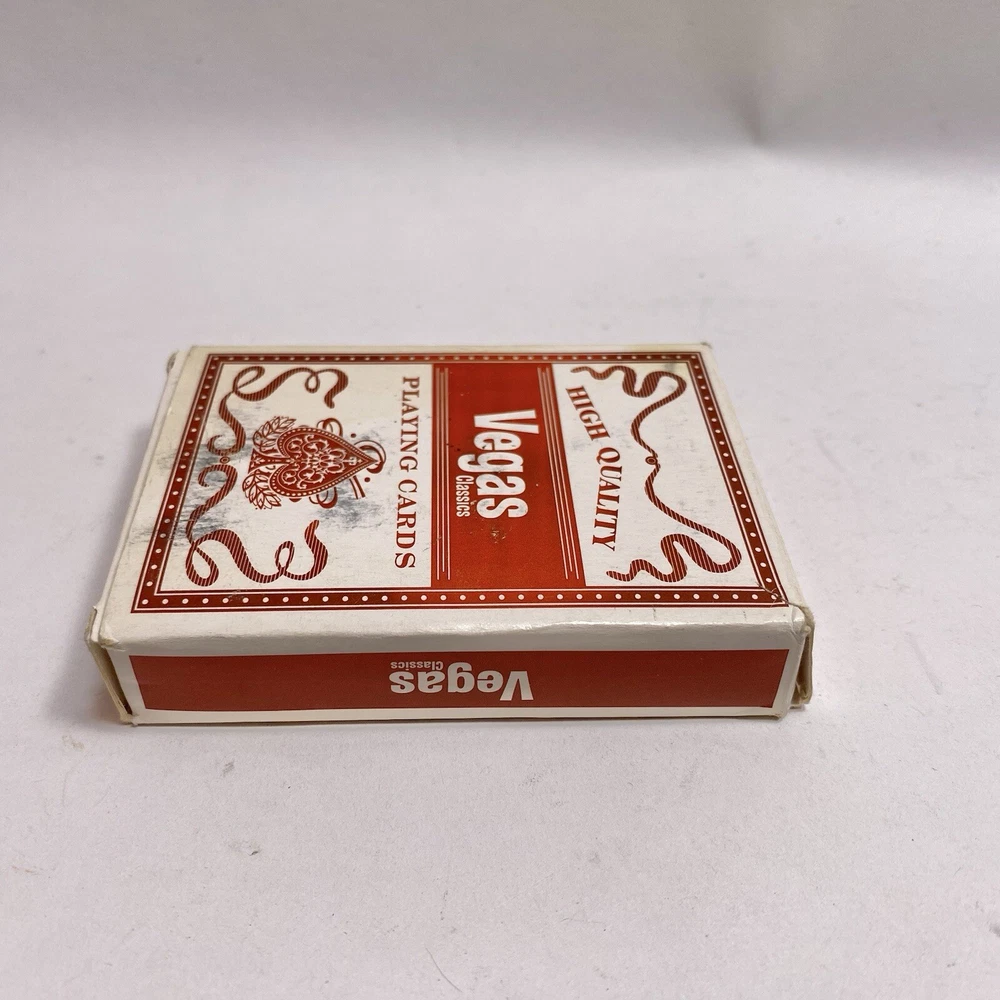 HIGH QUALITY
Vegas
Classics
PLAYING CARDS
Vegas
Classics